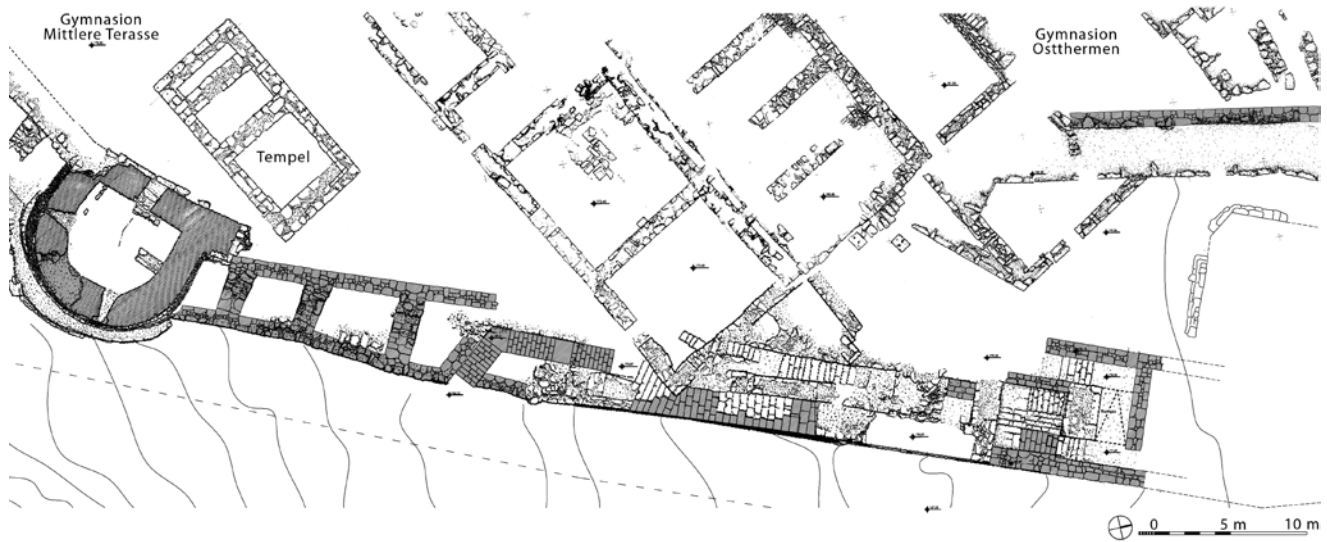 Gymnasion
Mittlere Terasse
Gymnasion
Ostthermen
Tempel
0 5 m 10 m